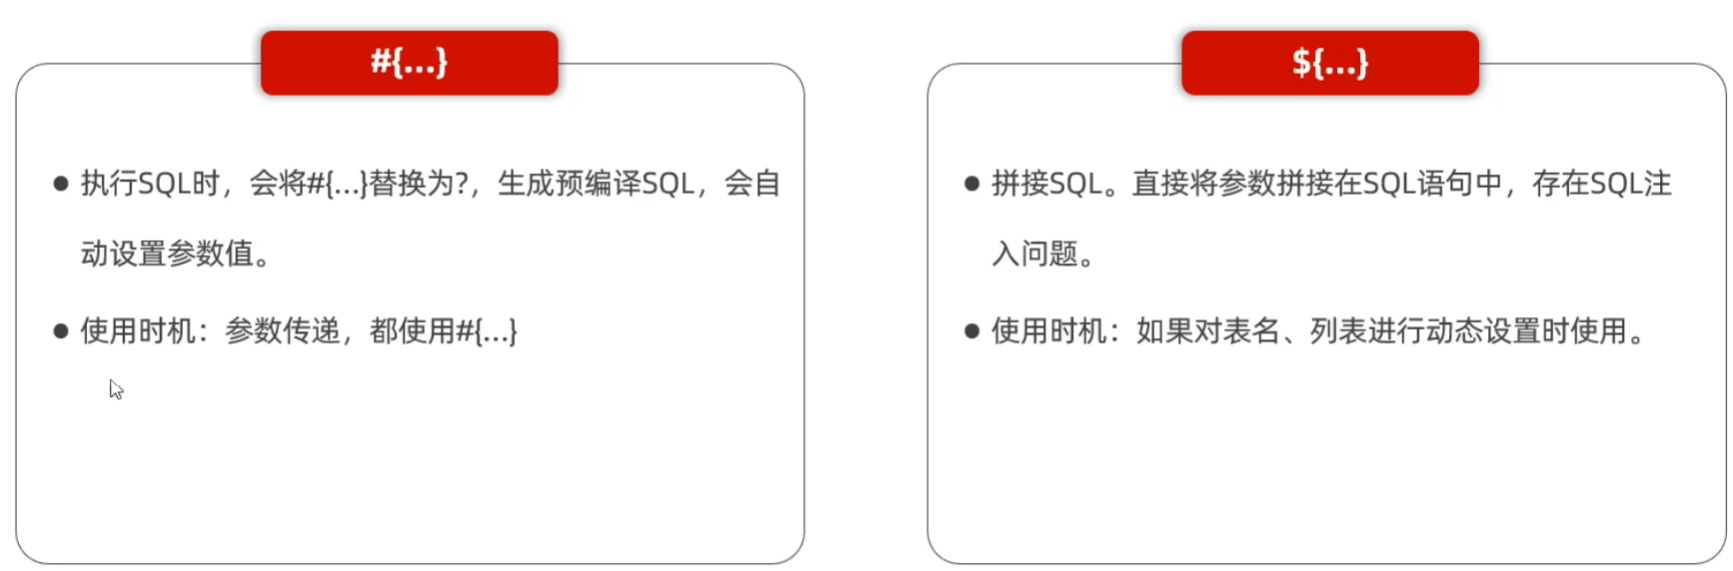 #{...}
● 执行SQL时，会将#{...}替换为?，生成预编译SQL，会自
动设置参数值。
● 使用时机：参数传递，都使用#{...}
${...}
● 拼接SQL。直接将参数拼接在SQL语句中，存在SQL注
入问题。
● 使用时机：如果对表名、列表进行动态设置时使用。